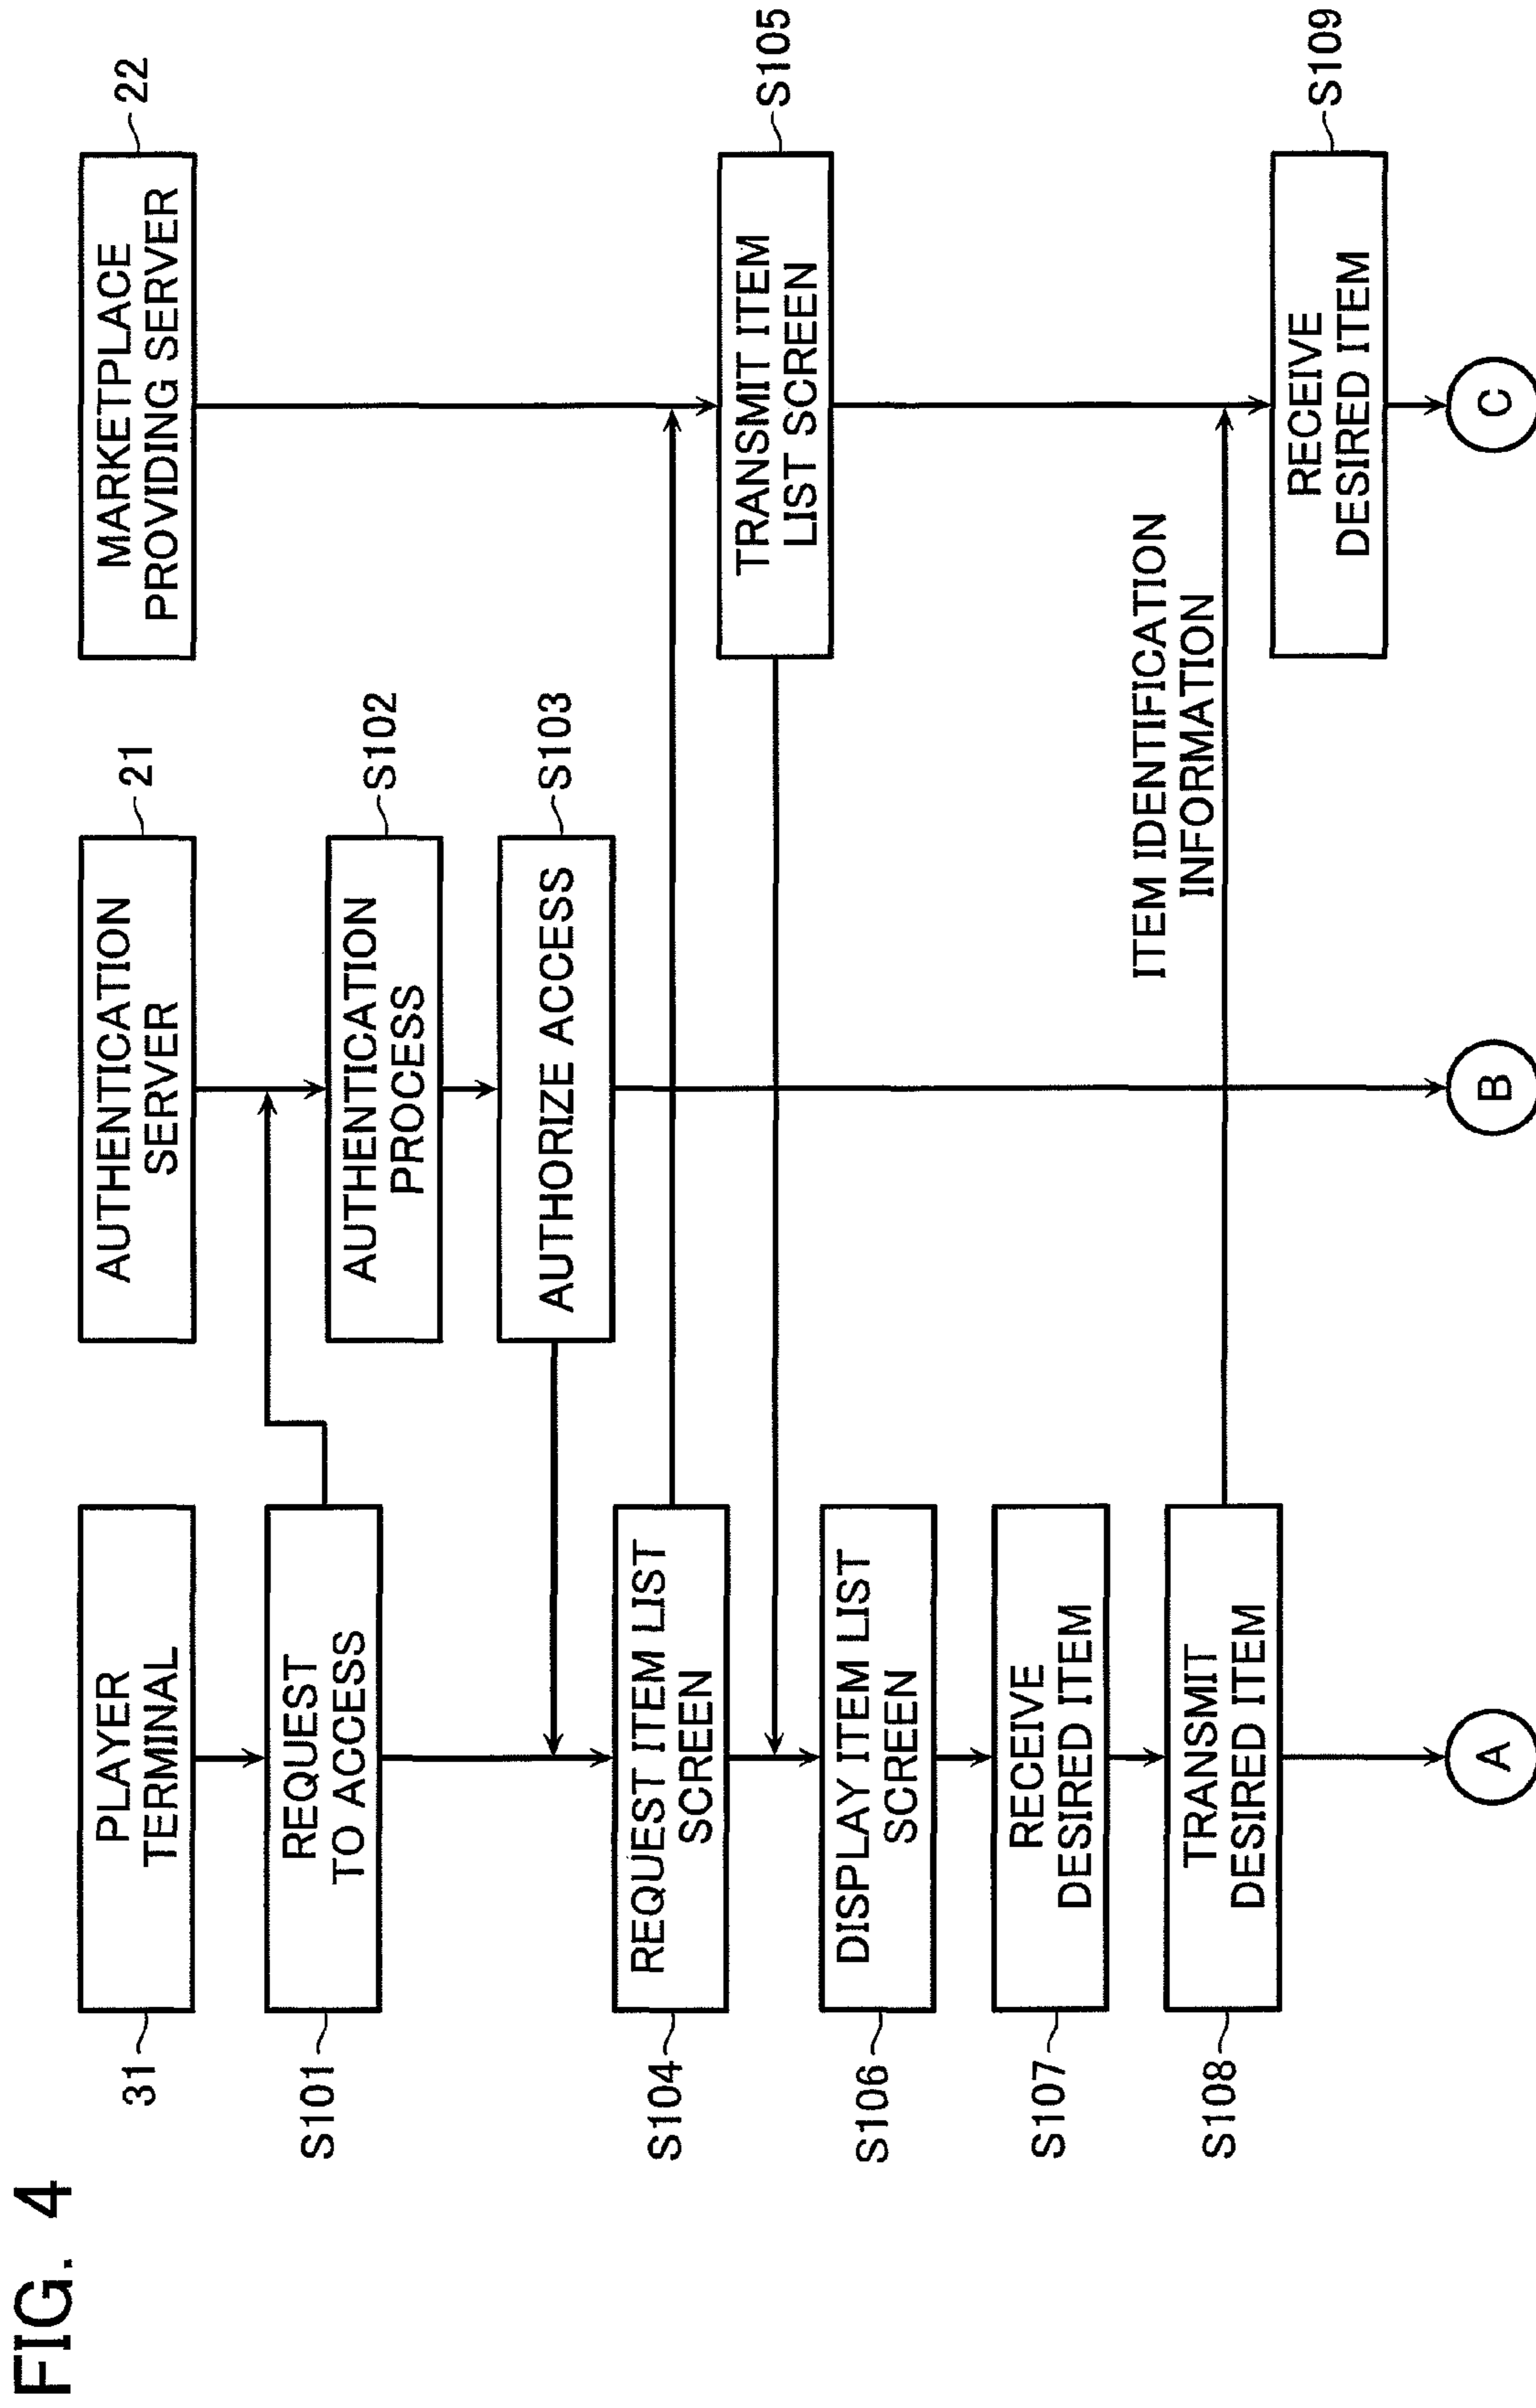 FIG. 4
31
PLAYER
TERMINAL
AUTHENTICATION
SERVER
21
MARKETPLACE
PROVIDING SERVER
22
S101
REQUEST
TO ACCESS
AUTHENTICATION
PROCESS
S102
AUTHORIZE ACCESS
S103
S104
REQUEST ITEM LIST
SCREEN
TRANSMIT ITEM
LIST SCREEN
S105
S106
DISPLAY ITEM LIST
SCREEN
S107
RECEIVE
DESIRED ITEM
S108
TRANSMIT
DESIRED ITEM
ITEM IDENTIFICATION
INFORMATION
RECEIVE
DESIRED ITEM
S109
A
B
C